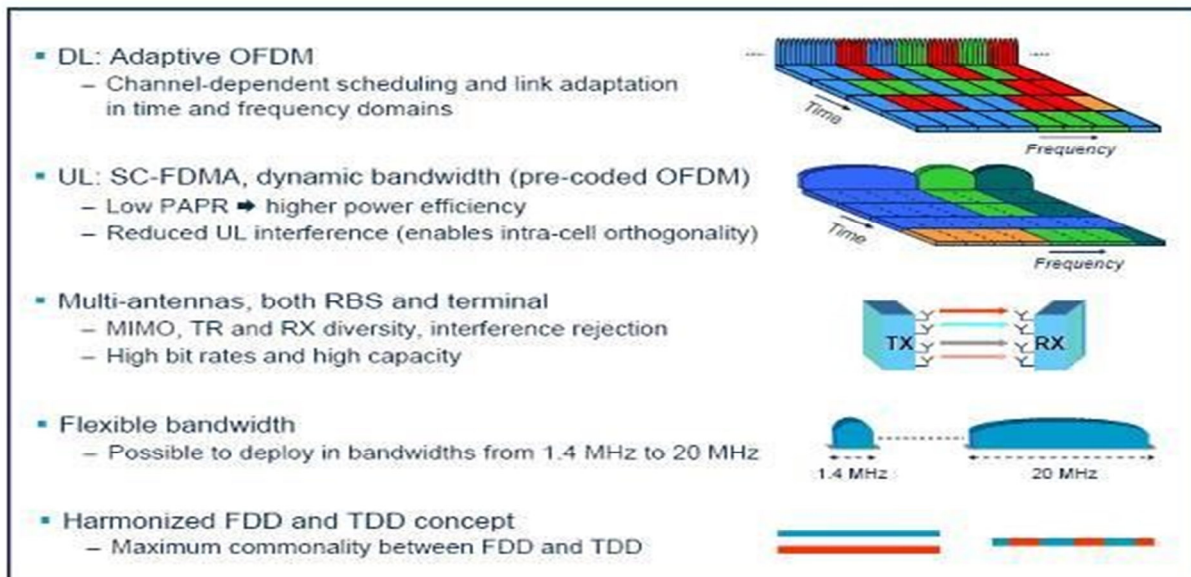 ▪ DL: Adaptive OFDM
– Channel-dependent scheduling and link adaptation
in time and frequency domains
Time
Frequency
▪ UL: SC-FDMA, dynamic bandwidth (pre-coded OFDM)
– Low PAPR ➡ higher power efficiency
– Reduced UL interference (enables intra-cell orthogonality)
Time
Frequency
▪ Multi-antennas, both RBS and terminal
– MIMO, TR and RX diversity, interference rejection
– High bit rates and high capacity
TX
RX
▪ Flexible bandwidth
– Possible to deploy in bandwidths from 1.4 MHz to 20 MHz
1.4 MHz
20 MHz
▪ Harmonized FDD and TDD concept
– Maximum commonality between FDD and TDD